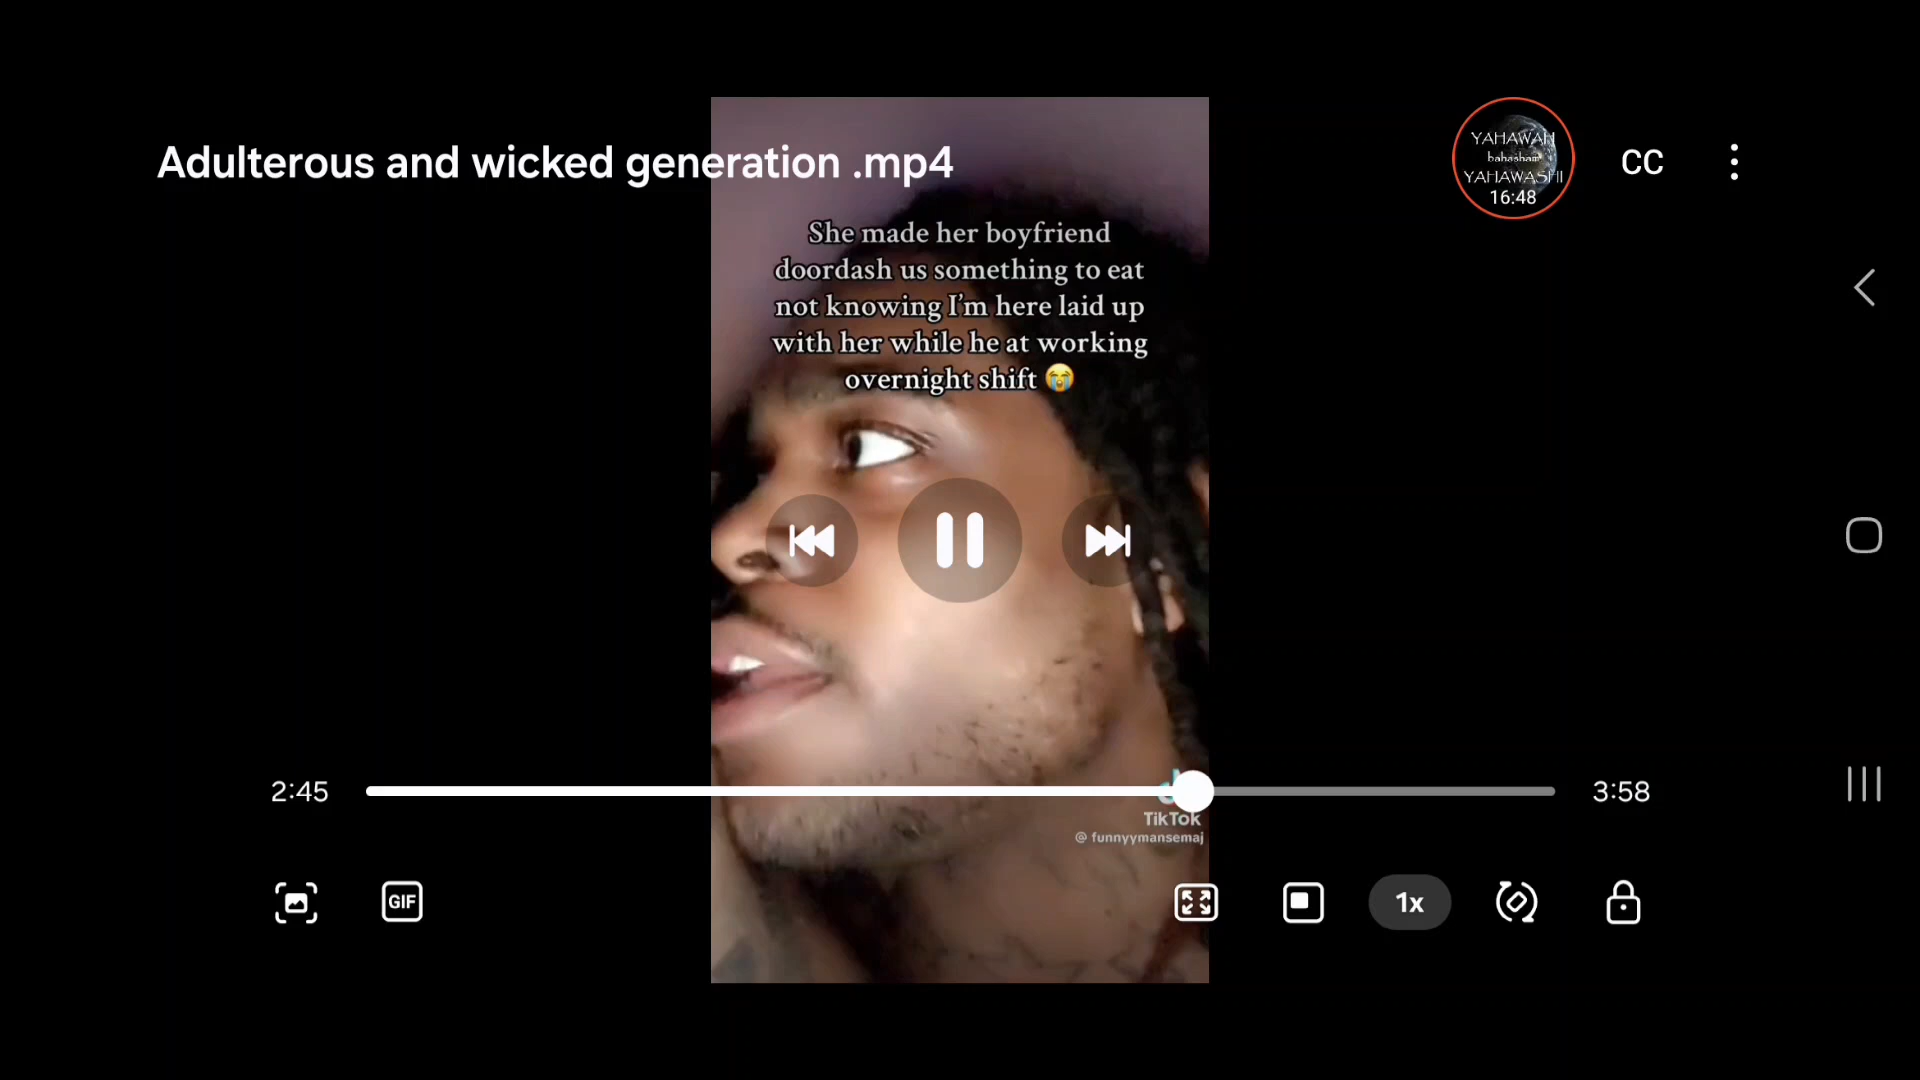 Adulterous and wicked generation .mp4
YAHAWAH
bahasham
YAHAWASHI
16:48
CC
She made her boyfriend
doordash us something to eat
not knowing I'm here laid up
with her while he at working
overnight shift 😭
2:45
3:58
TikTok
@ funnyymansemaj
GIF
1x